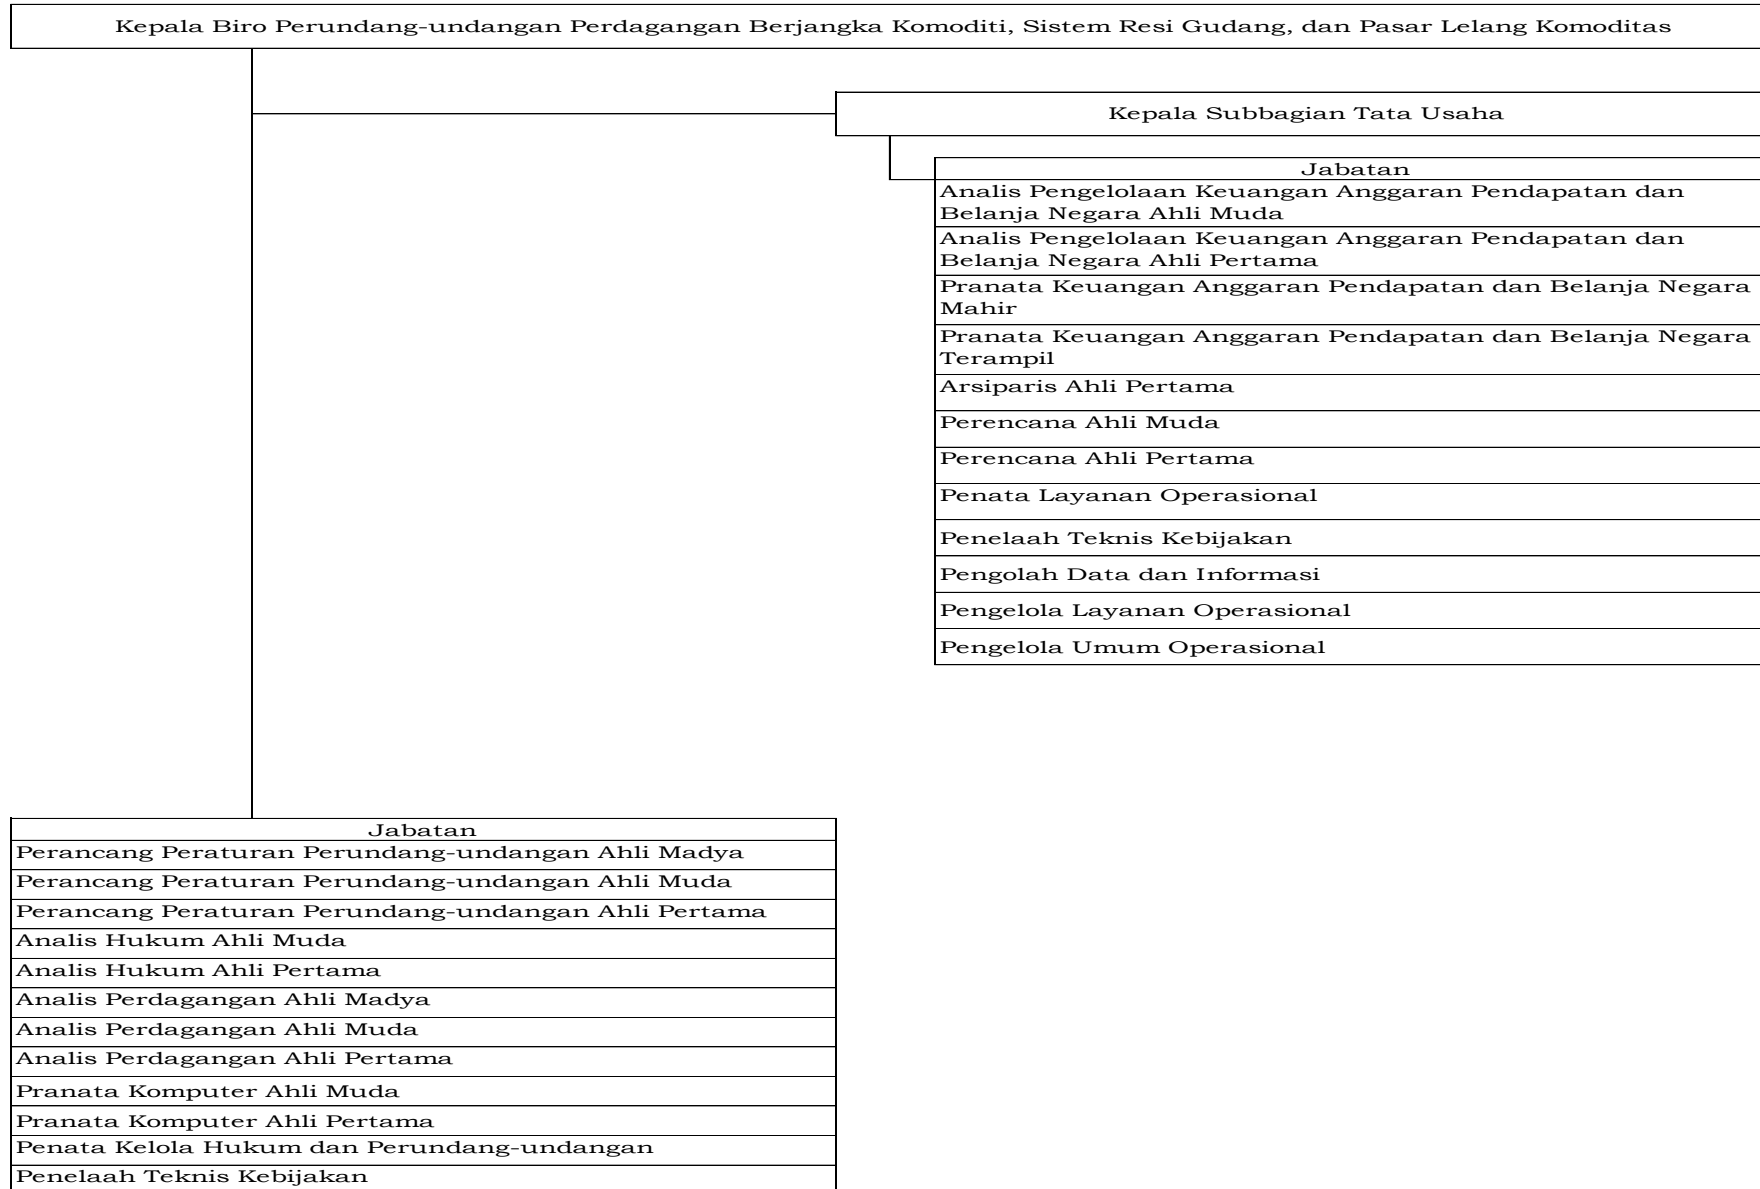 Kepala Biro Perundang-undangan Perdagangan Berjangka Komoditi, Sistem Resi Gudang, dan Pasar Lelang Komoditas
Kepala Subbagian Tata Usaha
Jabatan
Analis Pengelolaan Keuangan Anggaran Pendapatan dan
Belanja Negara Ahli Muda
Analis Pengelolaan Keuangan Anggaran Pendapatan dan
Belanja Negara Ahli Pertama
Pranata Keuangan Anggaran Pendapatan dan Belanja Negara
Mahir
Pranata Keuangan Anggaran Pendapatan dan Belanja Negara
Terampil
Arsiparis Ahli Pertama
Perencana Ahli Muda
Perencana Ahli Pertama
Penata Layanan Operasional
Penelaah Teknis Kebijakan
Pengolah Data dan Informasi
Pengelola Layanan Operasional
Pengelola Umum Operasional
Jabatan
Perancang Peraturan Perundang-undangan Ahli Madya
Perancang Peraturan Perundang-undangan Ahli Muda
Perancang Peraturan Perundang-undangan Ahli Pertama
Analis Hukum Ahli Muda
Analis Hukum Ahli Pertama
Analis Perdagangan Ahli Madya
Analis Perdagangan Ahli Muda
Analis Perdagangan Ahli Pertama
Pranata Komputer Ahli Muda
Pranata Komputer Ahli Pertama
Penata Kelola Hukum dan Perundang-undangan
Penelaah Teknis Kebijakan